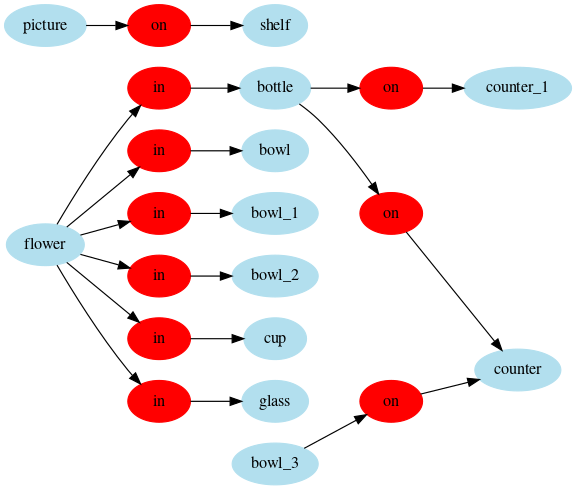 picture on shelf
in bottle on counter_1
in bowl
in bowl_1 on
flower
in bowl_2
in cup
counter
in glass on
bowl_3